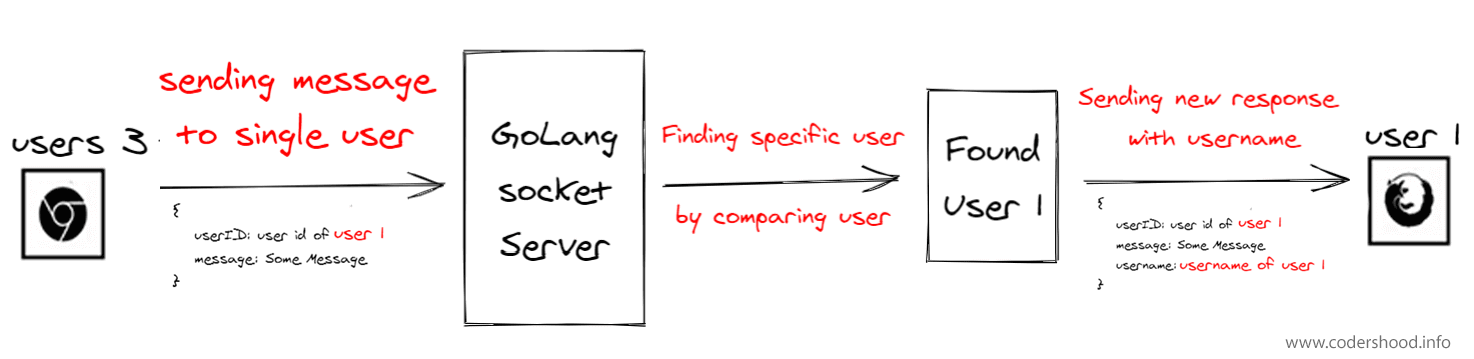 users 3
sending message
to single user
{
userID: user id of user 1
message: Some Message
}
GoLang
socket
Server
Finding specific user
by comparing user
Found
User 1
Sending new response
with username
{
userID: user id of user 1
message: Some Message
username: username of user 1
}
user 1
www.codershood.info